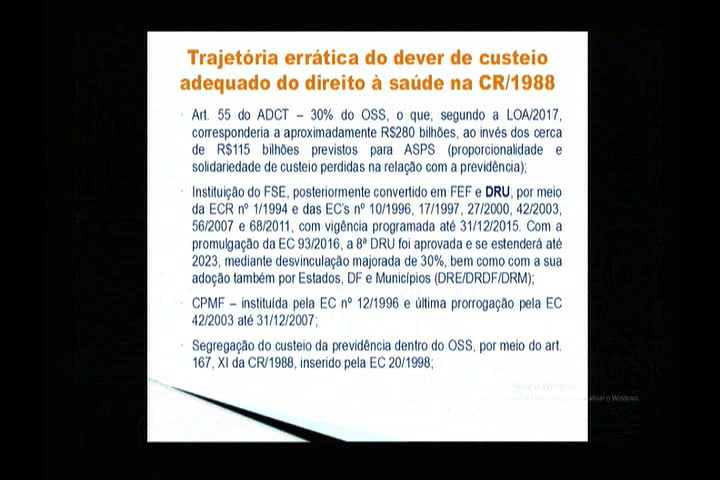 Trajetória errática do dever de custeio
adequado do direito à saúde na CR/1988
Art. 55 do ADCT – 30% do OSS, o que, segundo a LOA/2017,
corresponderia a aproximadamente R$280 bilhões, ao invés dos cerca
de R$115 bilhões previstos para ASPS (proporcionalidade e
solidariedade de custeio perdidas na relação com a previdência);
Instituição do FSE, posteriormente convertido em FEF e DRU, por meio
da ECR nº 1/1994 e das EC's nº 10/1996, 17/1997, 27/2000, 42/2003,
56/2007 e 68/2011, com vigência programada até 31/12/2015. Com a
promulgação da EC 93/2016, a 8ª DRU foi aprovada e se estenderá até
2023, mediante desvinculação majorada de 30%, bem como com a sua
adoção também por Estados, DF e Municípios (DRE/DRDF/DRM);
CPMF – instituída pela EC nº 12/1996 e última prorrogação pela EC
42/2003 até 31/12/2007;
Segregação do custeio da previdência dentro do OSS, por meio do art.
167, XI da CR/1988, inserido pela EC 20/1998;
Ativar o Windows
ativar o Windows.